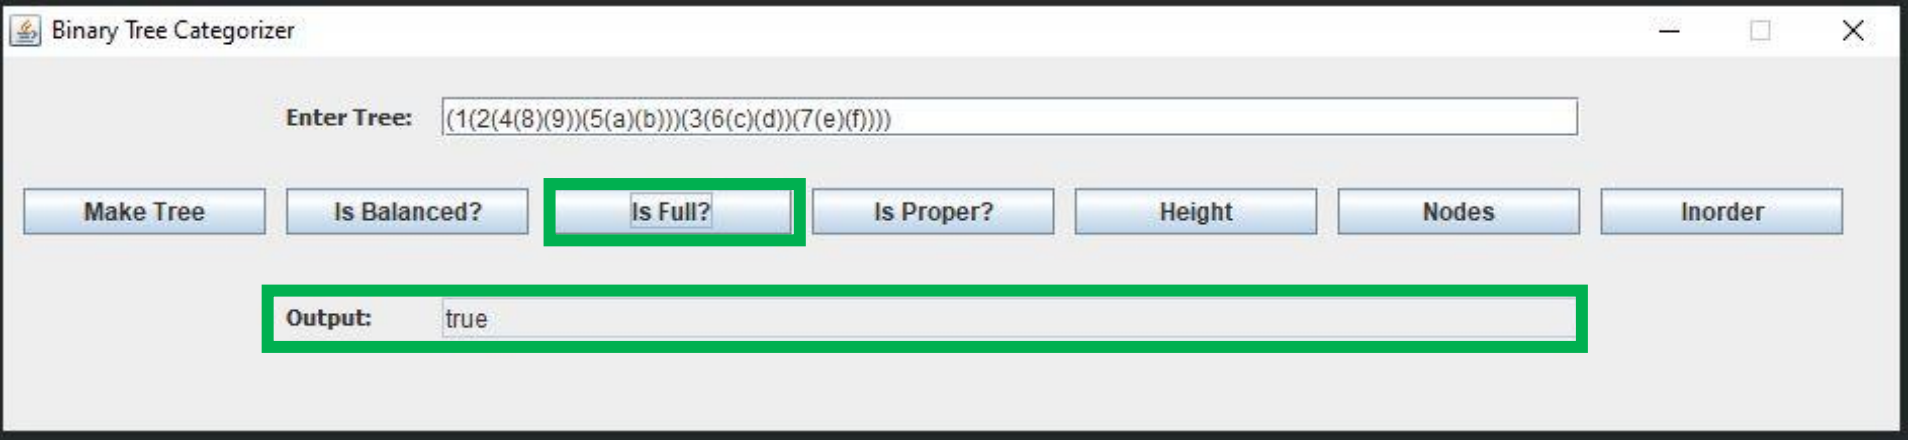 Binary Tree Categorizer
Enter Tree: (1(2(4(8)(9))(5(a)(b)))(3(6(c)(d))(7(e)(f))))
Make Tree Is Balanced? Is Full? Is Proper? Height Nodes Inorder
Output: true